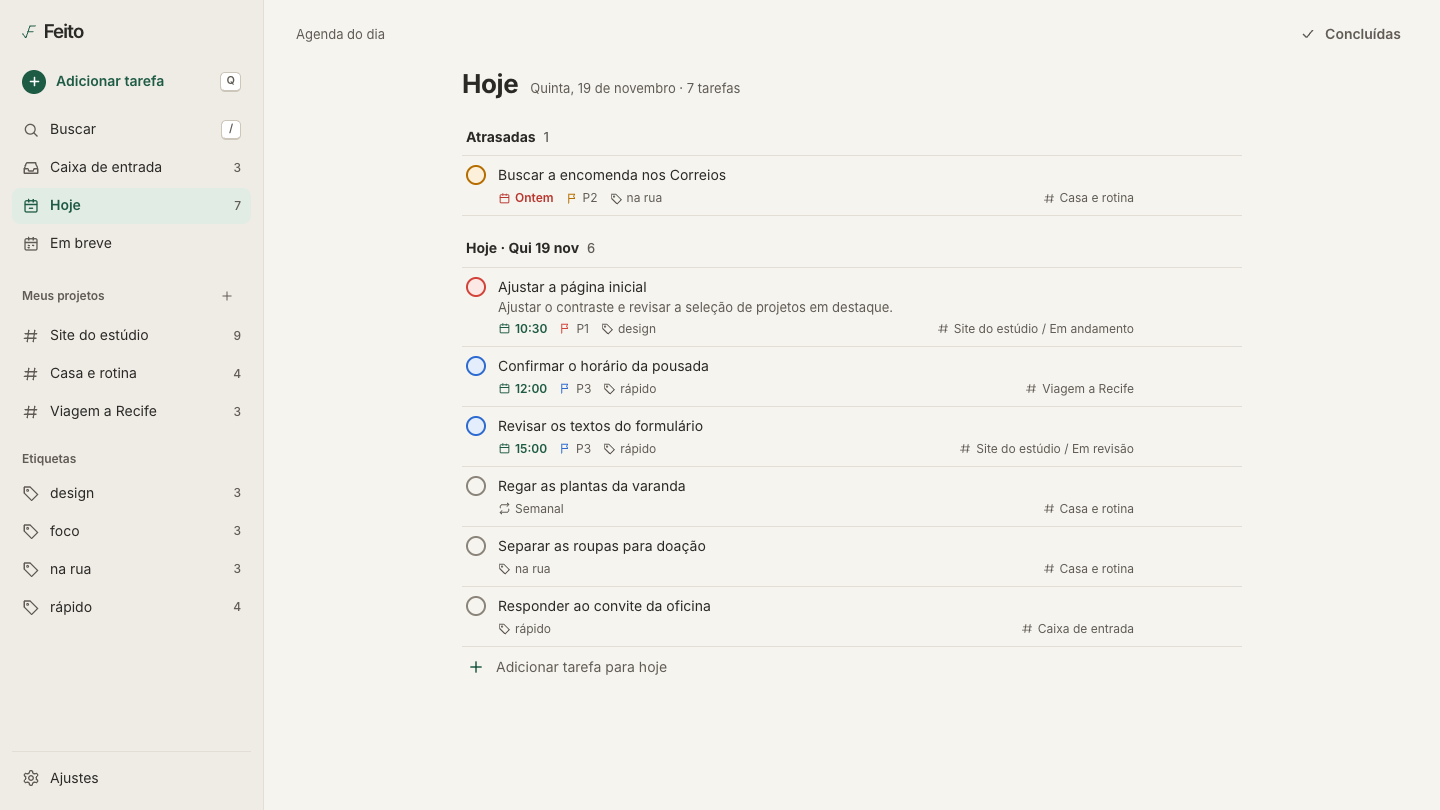 Feito
Adicionar tarefa Q
Buscar /
Caixa de entrada 3
Hoje 7
Em breve
Meus projetos
Site do estúdio 9
Casa e rotina 4
Viagem a Recife 3
Etiquetas
design 3
foco 3
na rua 3
rápido 4
Ajustes
Agenda do dia
Concluídas
Hoje Quinta, 19 de novembro · 7 tarefas
Atrasadas 1
Buscar a encomenda nos Correios
Ontem P2 na rua Casa e rotina
Hoje · Qui 19 nov 6
Ajustar a página inicial
Ajustar o contraste e revisar a seleção de projetos em destaque.
10:30 P1 design Site do estúdio / Em andamento
Confirmar o horário da pousada
12:00 P3 rápido Viagem a Recife
Revisar os textos do formulário
15:00 P3 rápido Site do estúdio / Em revisão
Regar as plantas da varanda
Semanal Casa e rotina
Separar as roupas para doação
na rua Casa e rotina
Responder ao convite da oficina
rápido Caixa de entrada
Adicionar tarefa para hoje